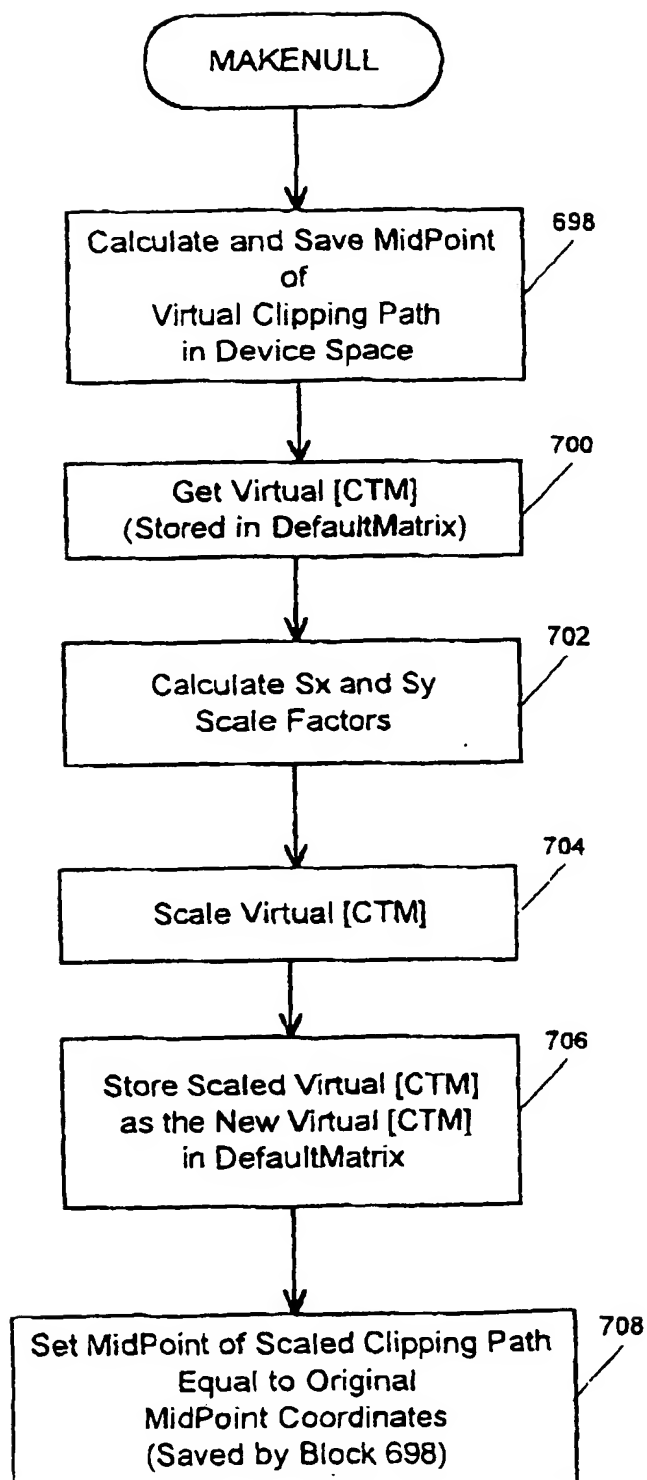 MAKENULL
698
Calculate and Save MidPoint
of
Virtual Clipping Path
in Device Space
700
Get Virtual [CTM]
(Stored in DefaultMatrix)
702
Calculate Sx and Sy
Scale Factors
704
Scale Virtual [CTM]
706
Store Scaled Virtual [CTM]
as the New Virtual [CTM]
in DefaultMatrix
708
Set MidPoint of Scaled Clipping Path
Equal to Original
MidPoint Coordinates
(Saved by Block 698)